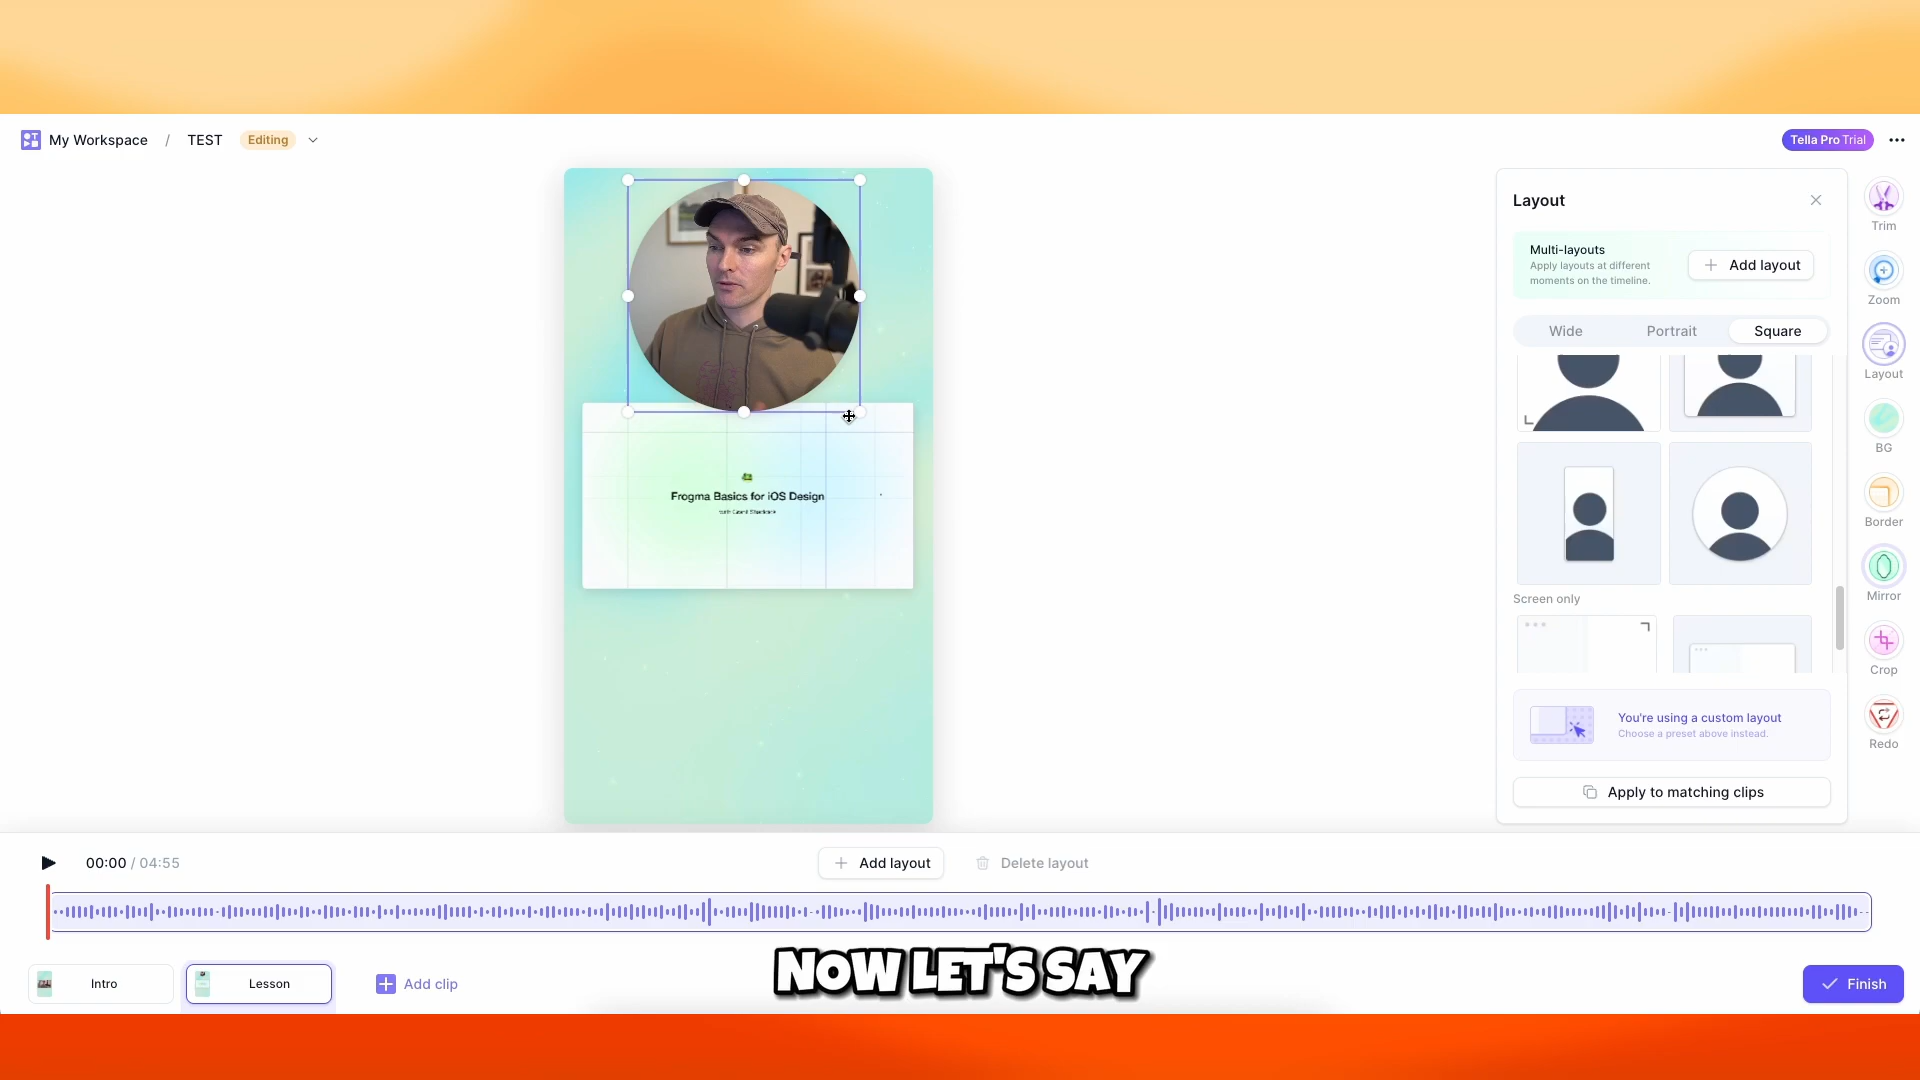 My Workspace / TEST Editing
Tella Pro Trial
Layout
Multi-layouts
Apply layouts at different
moments on the timeline.
Add layout
Wide Portrait Square
Screen only
You're using a custom layout
Choose a preset above instead.
Apply to matching clips
Trim
Zoom
Layout
BG
Border
Mirror
Crop
Redo
Frogma Basics for iOS Design
00:00 / 04:55
Add layout
Delete layout
NOW LET'S SAY
Intro
Lesson
Add clip
Finish